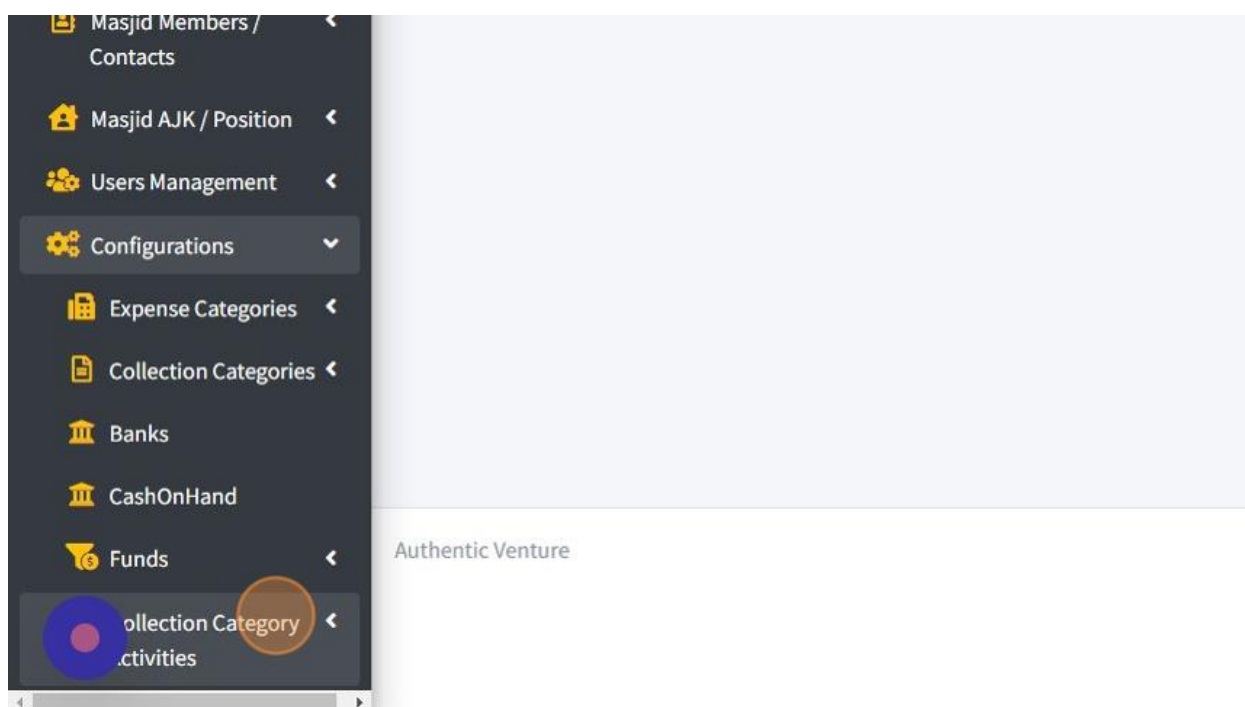 Masjid Members /
Contacts
Masjid AJK / Position
Users Management
Configurations
Expense Categories
Collection Categories
Banks
CashOnHand
Funds
Authentic Venture
ollection Category
ctivities